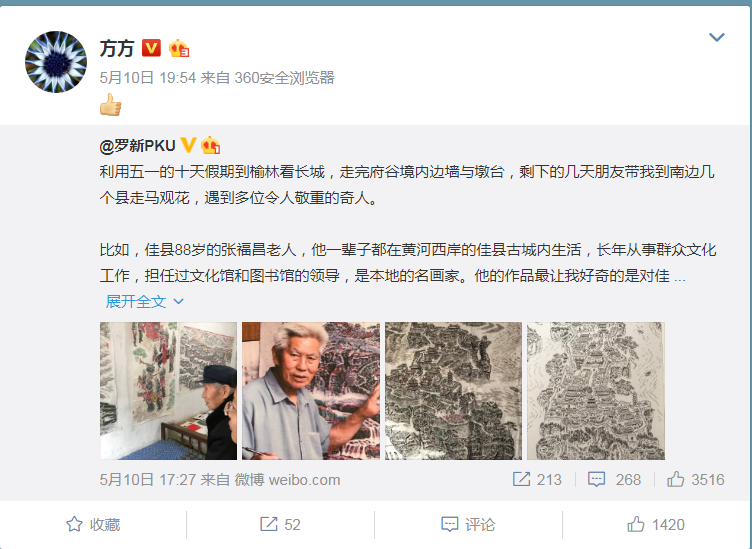 方方
5月10日 19:54 来自 360安全浏览器
@罗新PKU
利用五一的十天假期到榆林看长城，走完府谷境内边墙与墩台，剩下的几天朋友带我到南边几
个县走马观花，遇到多位令人敬重的奇人。
比如，佳县88岁的张福昌老人，他一辈子都在黄河西岸的佳县古城内生活，长年从事群众文化
工作，担任过文化馆和图书馆的领导，是本地的名画家。他的作品最让我好奇的是对佳 ...
展开全文
5月10日 17:27 来自 微博 weibo.com 213 268 3516
收藏 52 评论 1420